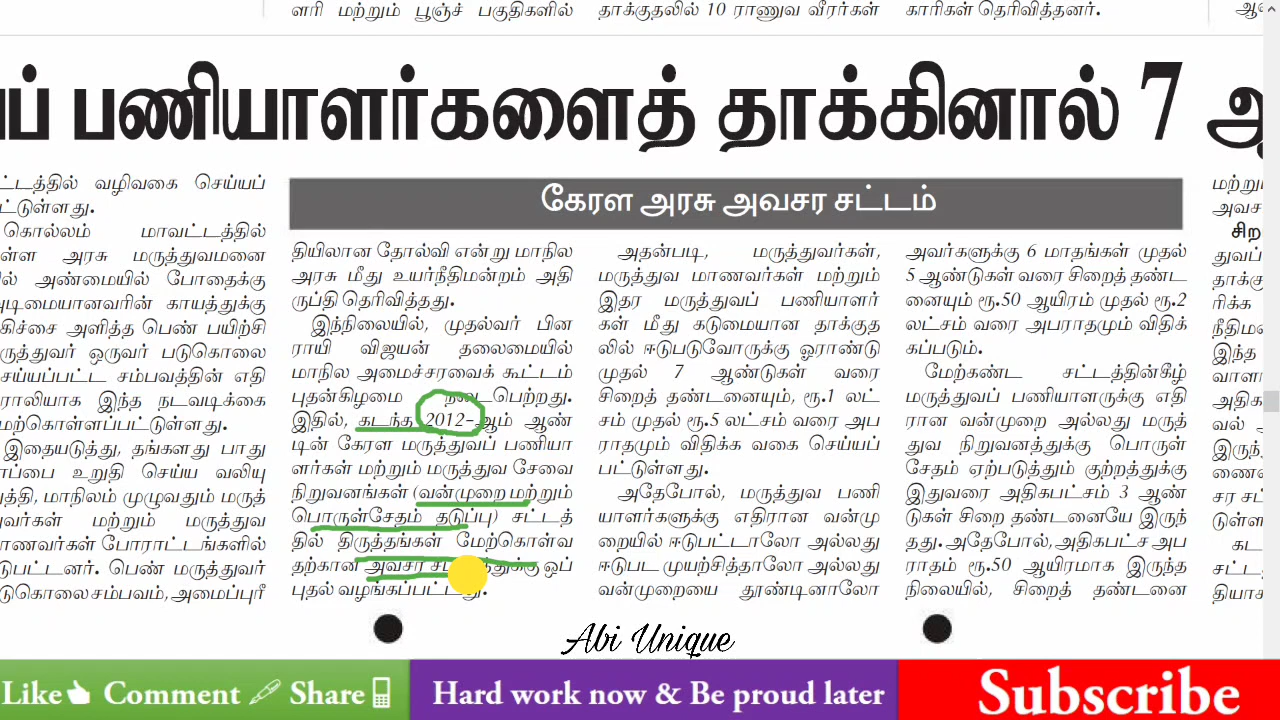 ளரி மற்றும் பூஞ்ச் பகுதிகளில்
தாக்குதலில் 10 ராணுவ வீரர்கள்
காரிகள் தெரிவித்தனர்.
ப் பணியாளர்களைத் தாக்கினால் 7 ஆ
ட்டத்தில் வழிவகை செய்யப்
ட்டுள்ளது.
கொல்லம் மாவட்டத்தில்
ள்ள அரசு மருத்துவமனை
ல் அண்மையில் போதைக்கு
டிமையானவரின் காயத்துக்கு
கிச்சை அளித்த பெண் பயிற்சி
ருத்துவர் ஒருவர் படுகொலை
சய்யப்பட்ட சம்பவத்தின் எதி
ராலியாக இந்த நடவடிக்கை
மற்கொள்ளப்பட்டுள்ளது.
இதையடுத்து, தங்களது பாது
ாப்பை உறுதி செய்ய வலியு
த்தி, மாநிலம் முழுவதும் மருத்
வர்கள் மற்றும் மருத்துவ
ாணவர்கள் போராட்டங்களில்
டுபட்டனர். பெண் மருத்துவர்
டுகொலை சம்பவம், அமைப்புரீ
கேரள அரசு அவசர சட்டம்
தியிலான தோல்வி என்று மாநில
அரசு மீது உயர்நீதிமன்றம் அதி
ருப்தி தெரிவித்தது.
இந்நிலையில், முதல்வர் பின
ராயி விஜயன் தலைமையில்
மாநில அமைச்சரவைக் கூட்டம்
புதன்கிழமை நடைபெற்றது.
இதில், கடந்த 2012-ஆம் ஆண்
டின் கேரள மருத்துவப் பணியா
ளர்கள் மற்றும் மருத்துவ சேவை
நிறுவனங்கள் (வன்முறை மற்றும்
பொருள்சேதம் தடுப்பு) சட்டத்
தில் திருத்தங்கள் மேற்கொள்வ
தற்கான அவசர சட்டத்துக்கு ஒப்
புதல் வழங்கப்பட்டது.
அதன்படி, மருத்துவர்கள்,
மருத்துவ மாணவர்கள் மற்றும்
இதர மருத்துவப் பணியாளர்
கள் மீது கடுமையான தாக்குத
லில் ஈடுபடுவோருக்கு ஓராண்டு
முதல் 7 ஆண்டுகள் வரை
சிறைத் தண்டனையும், ரூ.1 லட்
சம் முதல் ரூ.5 லட்சம் வரை அப
ராதமும் விதிக்க வகை செய்யப்
பட்டுள்ளது.
அதேபோல், மருத்துவ பணி
யாளர்களுக்கு எதிரான வன்மு
றையில் ஈடுபட்டாலோ அல்லது
ஈடுபட முயற்சித்தாலோ அல்லது
வன்முறையை தூண்டினாலோ
அவர்களுக்கு 6 மாதங்கள் முதல்
5 ஆண்டுகள் வரை சிறைத் தண்ட
னையும் ரூ.50 ஆயிரம் முதல் ரூ.2
லட்சம் வரை அபராதமும் விதிக்
கப்படும்.
மேற்கண்ட சட்டத்தின்கீழ்
மருத்துவப் பணியாளருக்கு எதி
ரான வன்முறை அல்லது மருத்
துவ நிறுவனத்துக்கு பொருள்
சேதம் ஏற்படுத்தும் குற்றத்துக்கு
இதுவரை அதிகபட்சம் 3 ஆண்
டுகள் சிறை தண்டனையே இருந்
தது. அதேபோல், அதிகபட்ச அப
ராதம் ரூ.50 ஆயிரமாக இருந்த
நிலையில், சிறைத் தண்டனை
Abi Unique
Like Comment Share
Hard work now & Be proud later
Subscribe